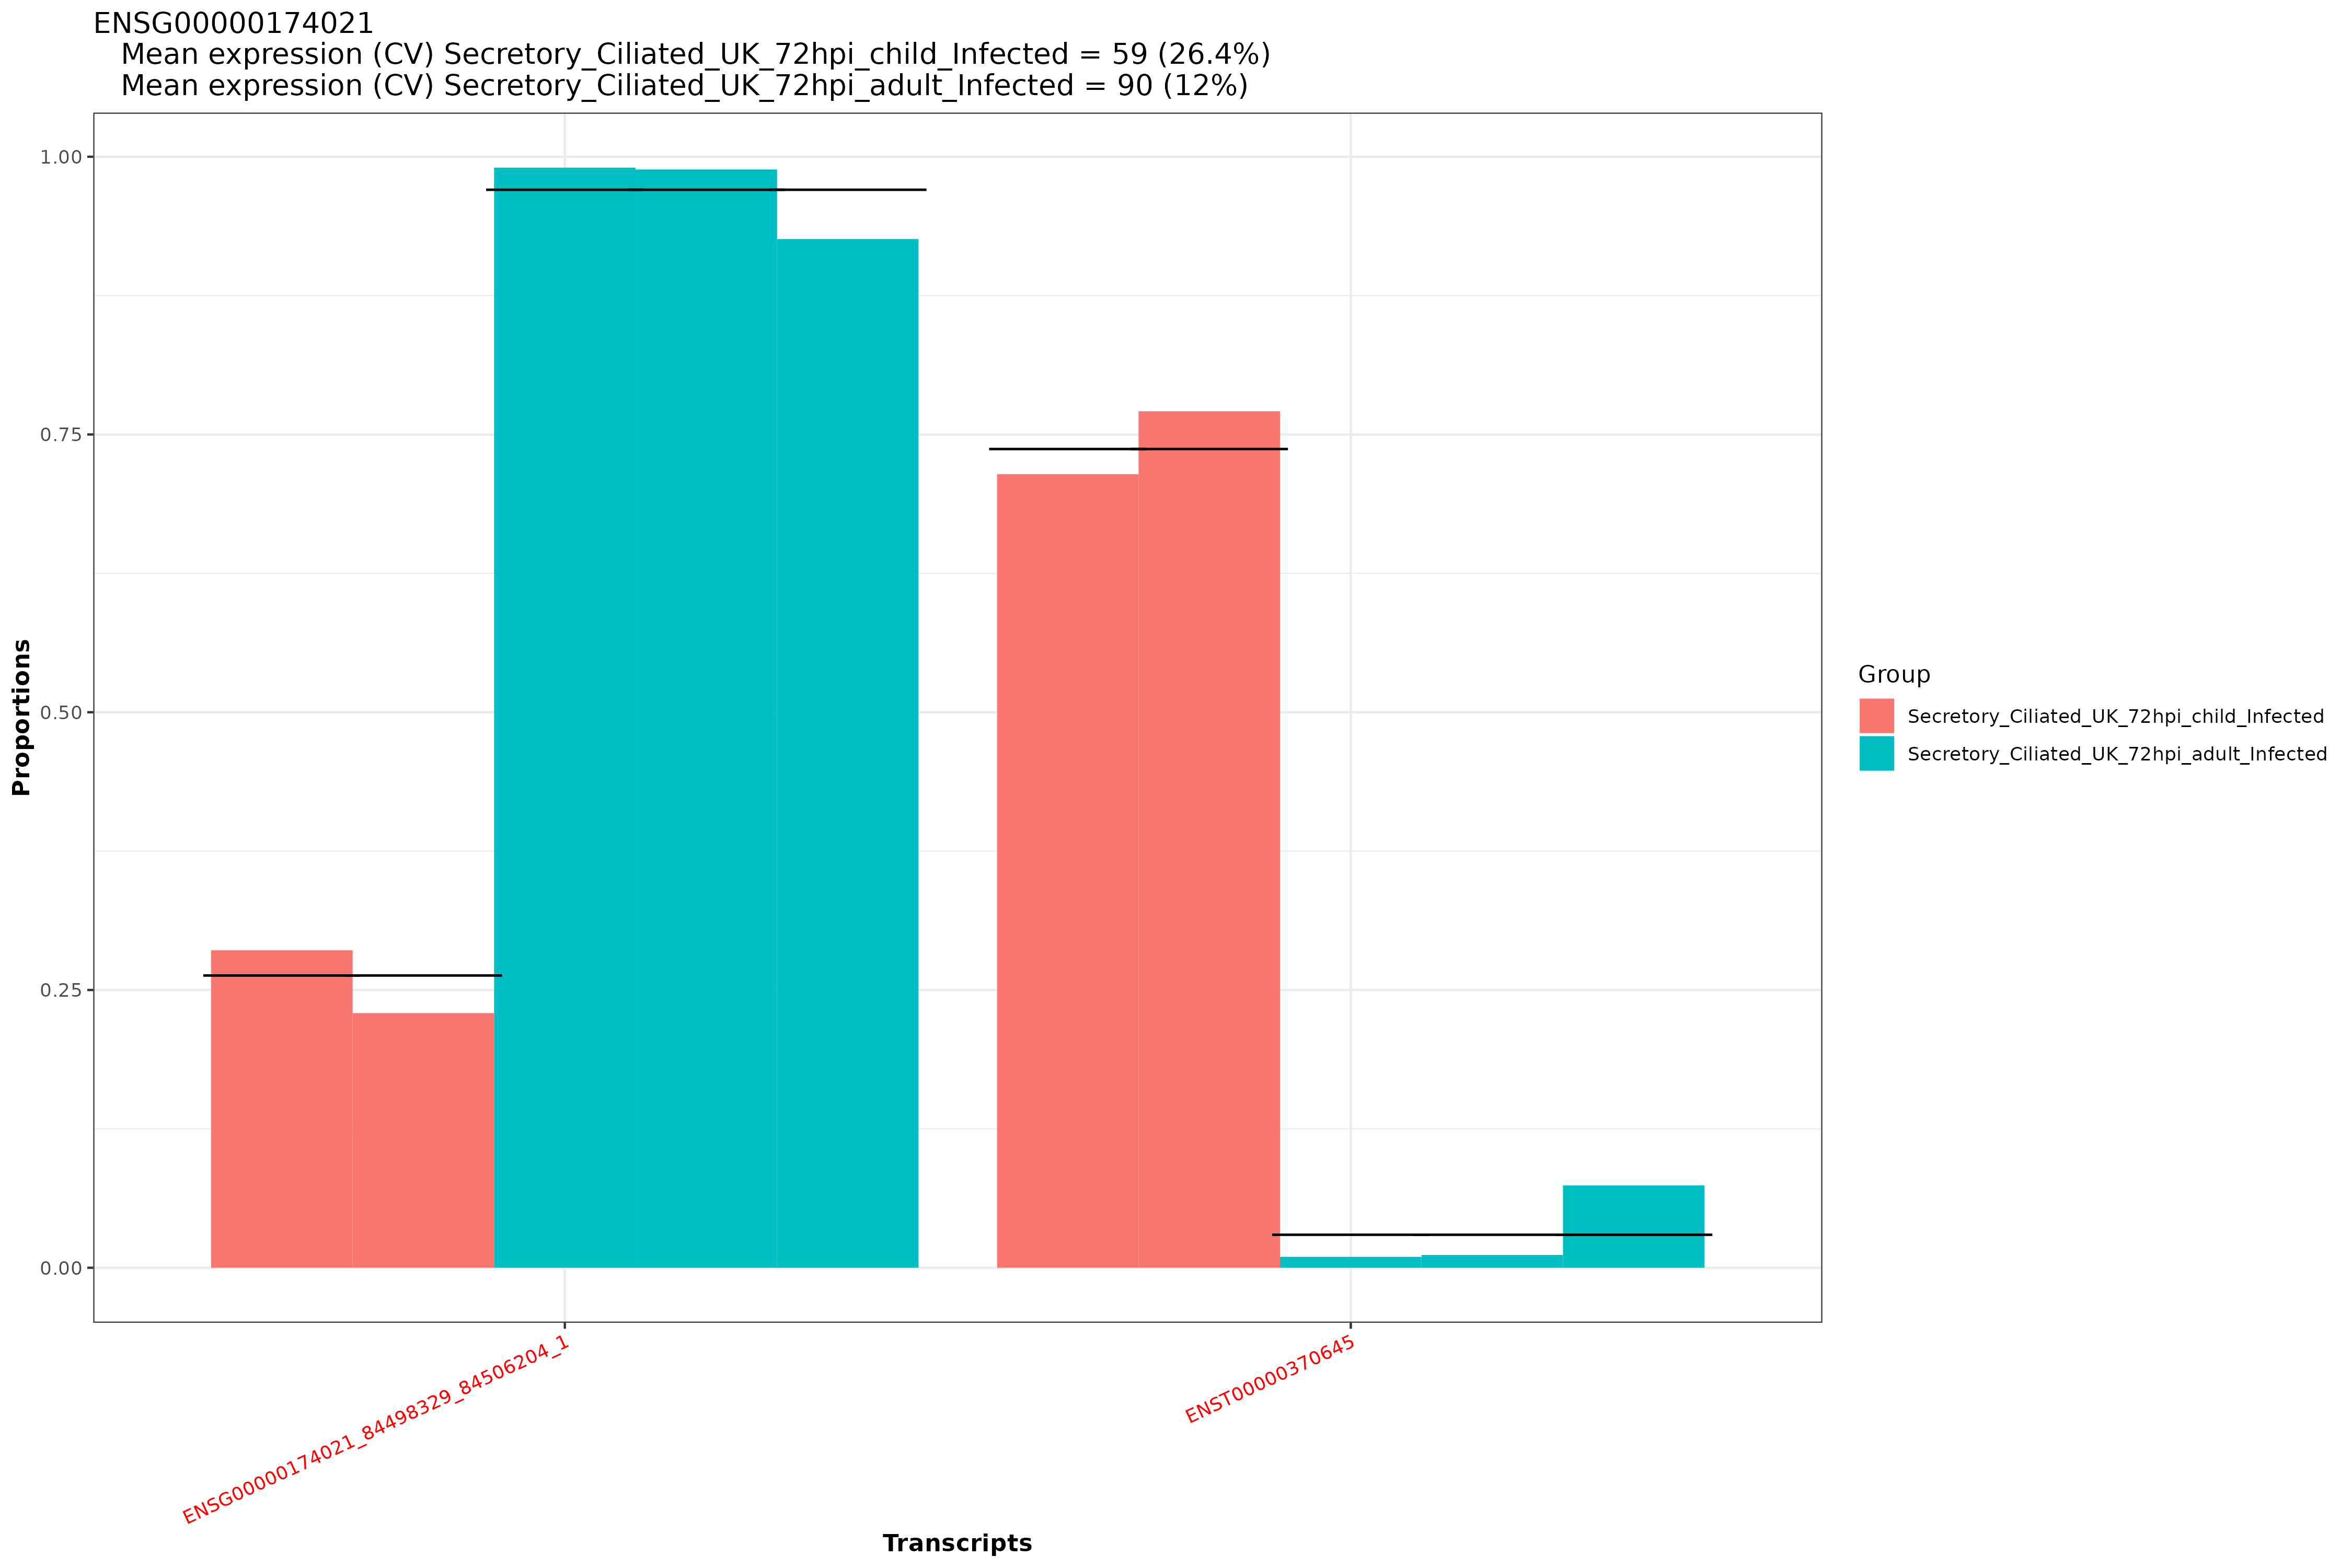 ENSG00000174021
Mean expression (CV) Secretory_Ciliated_UK_72hpi_child_Infected = 59 (26.4%)
Mean expression (CV) Secretory_Ciliated_UK_72hpi_adult_Infected = 90 (12%)
1.00
0.75
0.50
0.25
0.00
Proportions
ENSG00000174021_84498329_84506204_1
ENST00000370645
Transcripts
Group
Secretory_Ciliated_UK_72hpi_child_Infected
Secretory_Ciliated_UK_72hpi_adult_Infected